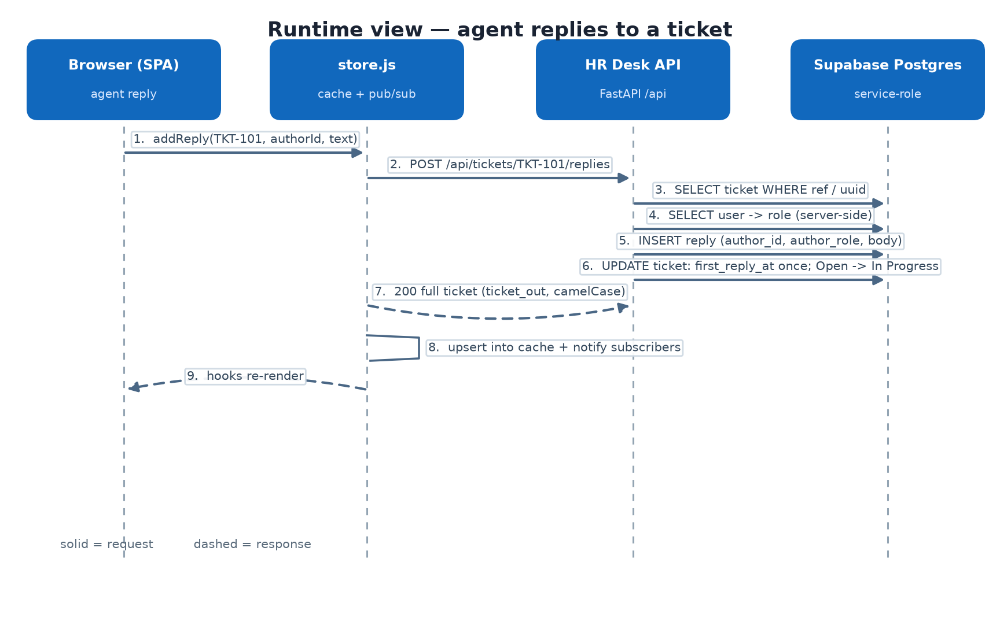 Runtime view — agent replies to a ticket
Browser (SPA)
agent reply
store.js
cache + pub/sub
HR Desk API
FastAPI /api
Supabase Postgres
service-role
1. addReply(TKT-101, authorId, text)
2. POST /api/tickets/TKT-101/replies
3. SELECT ticket WHERE ref / uuid
4. SELECT user -> role (server-side)
5. INSERT reply (author_id, author_role, body)
6. UPDATE ticket: first_reply_at once; Open -> In Progress
7. 200 full ticket (ticket_out, camelCase)
8. upsert into cache + notify subscribers
9. hooks re-render
solid = request
dashed = response